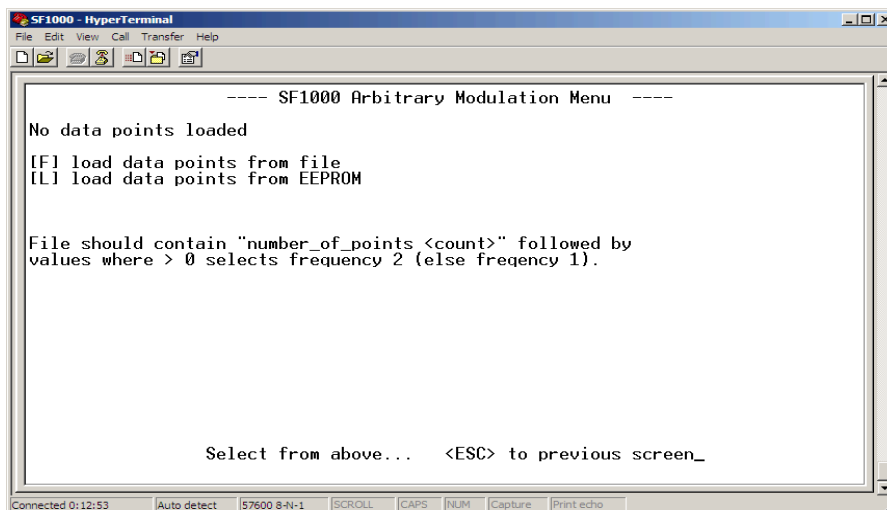 SF1000 - HyperTerminal
File Edit View Call Transfer Help
---- SF1000 Arbitrary Modulation Menu ----
No data points loaded
[F] load data points from file
[L] load data points from EEPROM
File should contain "number_of_points <count>" followed by
values where > 0 selects frequency 2 (else freqency 1).
Select from above... <ESC> to previous screen_
Connected 0:12:53 Auto detect 57600 8-N-1 SCROLL CAPS NUM Capture Print echo